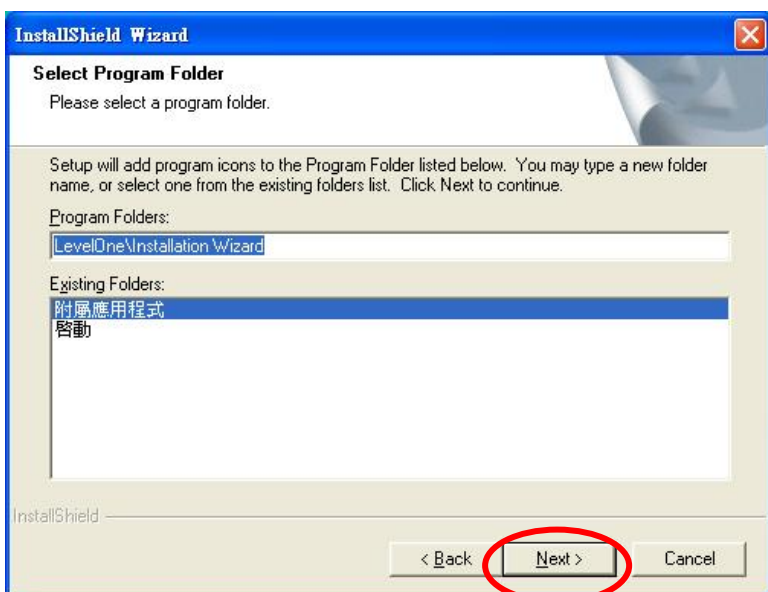 InstallShield Wizard
Select Program Folder
Please select a program folder.
Setup will add program icons to the Program Folder listed below. You may type a new folder
name, or select one from the existing folders list. Click Next to continue.
Program Folders:
LevelOne\Installation Wizard
Existing Folders:
附屬應用程式
啓動
InstallShield
< Back Next > Cancel